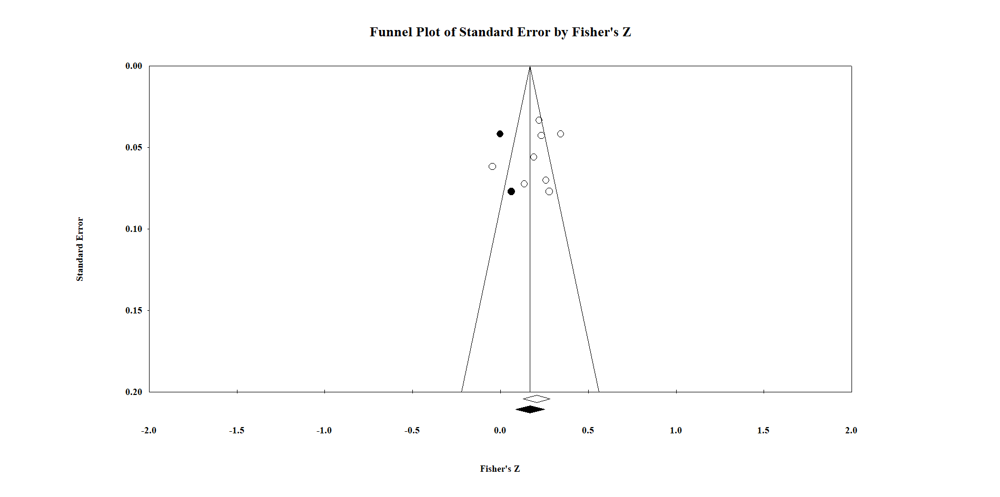 Funnel Plot of Standard Error by Fisher's Z
0.00
0.05
0.10
0.15
0.20
Standard Error
-2.0 -1.5 -1.0 -0.5 0.0 0.5 1.0 1.5 2.0
Fisher's Z